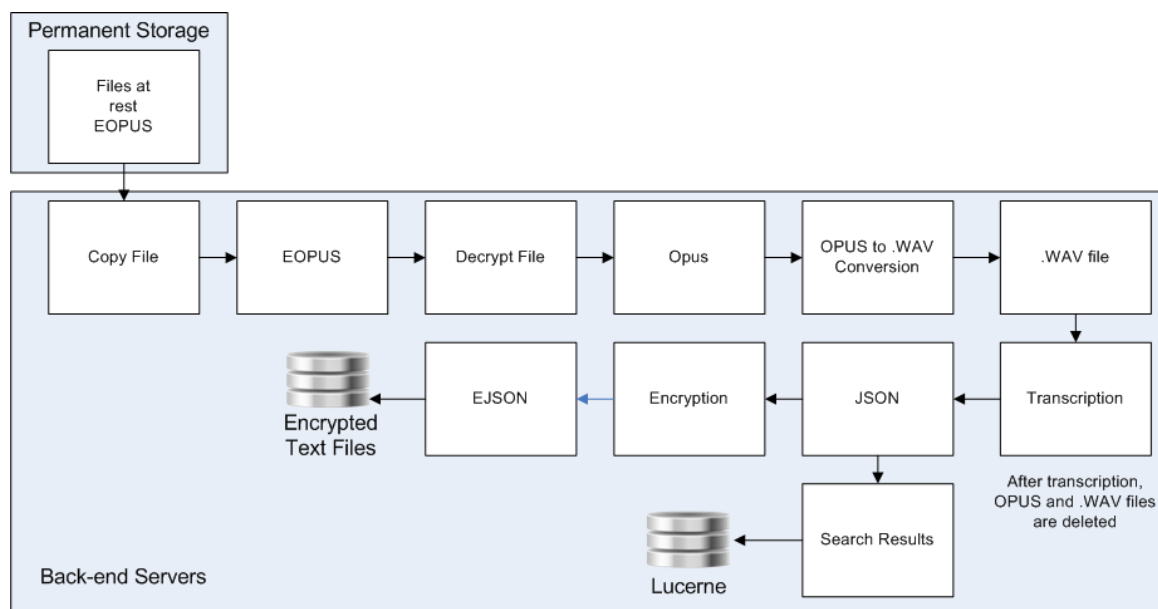 Permanent Storage
Files at
rest
EOPUS
Copy File
EOPUS
Decrypt File
Opus
OPUS to .WAV
Conversion
.WAV file
Encrypted
Text Files
EJSON
Encryption
JSON
Transcription
After transcription,
OPUS and .WAV files
are deleted
Search Results
Lucerne
Back-end Servers